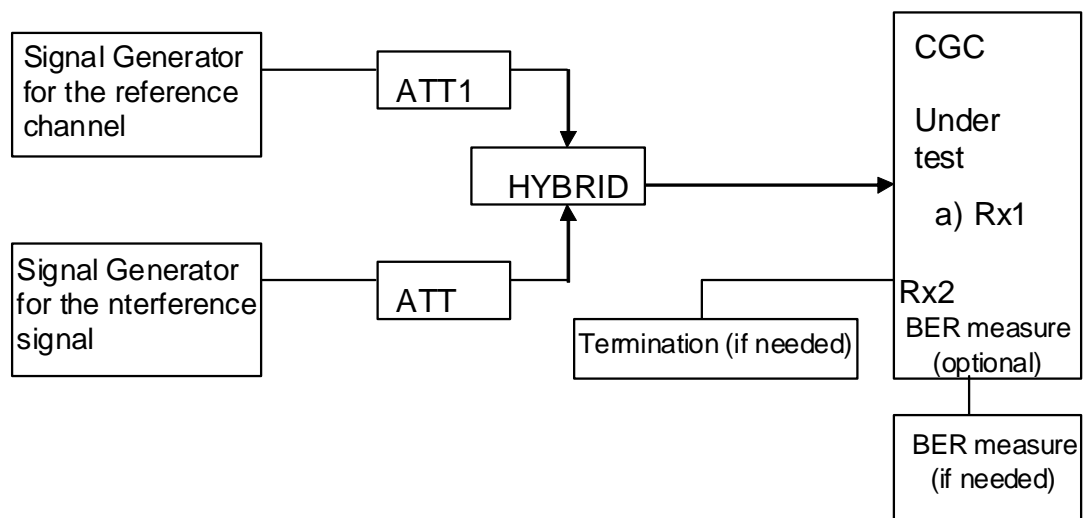 Signal Generator
for the reference
channel
ATT1
HYBRID
Signal Generator
for the nterference
signal
ATT
Termination (if needed)
CGC
Under
test
a) Rx1
Rx2
BER measure
(optional)
BER measure
(if needed)